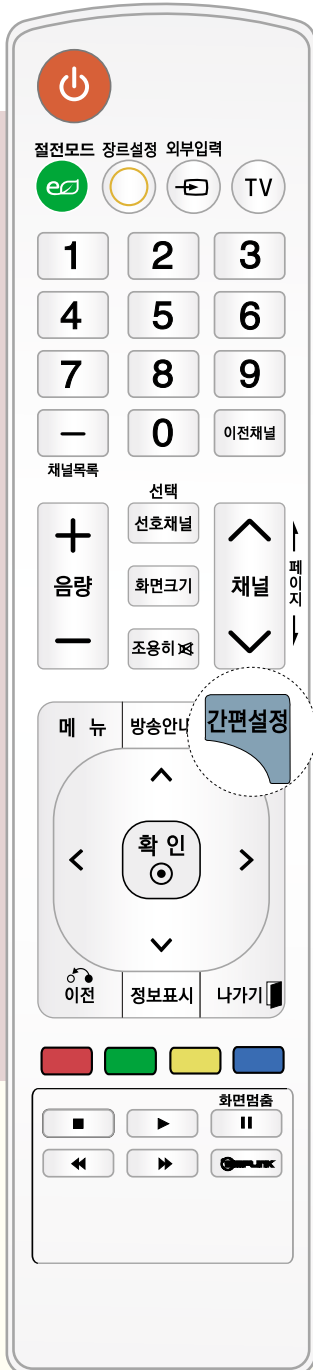 절전모드 장르설정 외부입력
e TV
1 2 3
4 5 6
7 8 9
- 0 이전채널
채널목록
선택
+ 선호채널
음량 화면크기 채널 페이지
- 조용히
메 뉴 방송안내 간편설정
확 인
이전 정보표시 나가기
화면멈춤